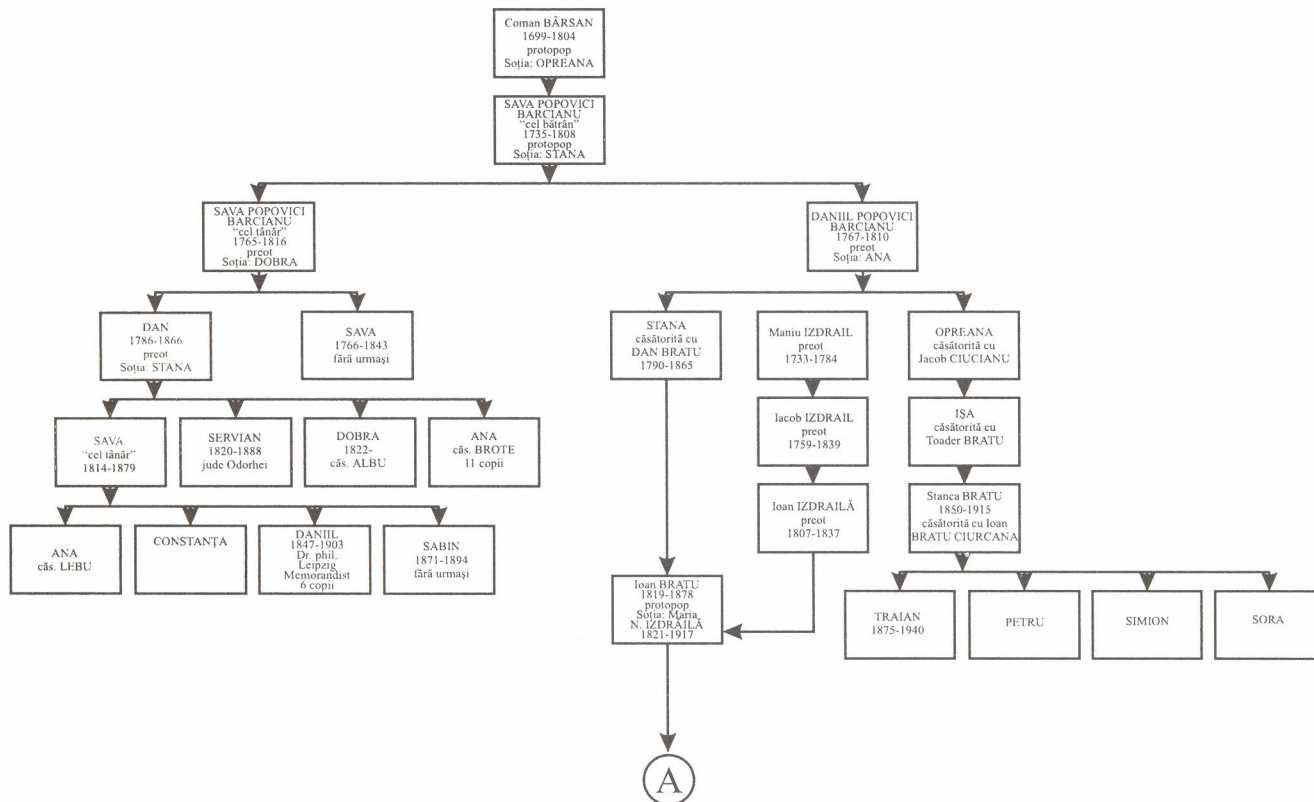 Coman BÂRSAN
1699-1804
protopop
Soția: OPREANA
SAVA POPOVICI
BARCIANU
“cel bătrân”
1735-1808
protopop
Soția: STANA
SAVA POPOVICI
BARCIANU
“cel tânăr”
1765-1816
preot
Soția: DOBRA
DANIIL POPOVICI
BARCIANU
1767-1810
preot
Soția: ANA
DAN
1786-1866
preot
Soția: STANA
SAVA
1766-1843
fără urmași
STANA
căsătorită cu
DAN BRATU
1790-1865
Maniu IZDRAIL
preot
1733-1784
OPREANA
căsătorită cu
Jacob CIUCIANU
SAVA
“cel tânăr”
1814-1879
SERVIAN
1820-1888
jude Odorhei
DOBRA
1822-
căs. ALBU
ANA
căs. BROTE
11 copii
Iacob IZDRAIL
preot
1759-1839
IȘA
căsătorită cu
Toader BRATU
ANA
căs. LEBU
CONSTANȚA
DANIIL
1847-1903
Dr. phil.
Leipzig
Memorandist
6 copii
SABIN
1871-1894
fără urmași
Ioan IZDRAILĂ
preot
1807-1837
Stanca BRATU
1850-1915
căsătorită cu Ioan
BRATU CIURCANA
Ioan BRATU
1819-1878
protopop
Soția: Maria
N. IZDRAILĂ
1821-1917
TRAIAN
1875-1940
PETRU
SIMION
SORA
A